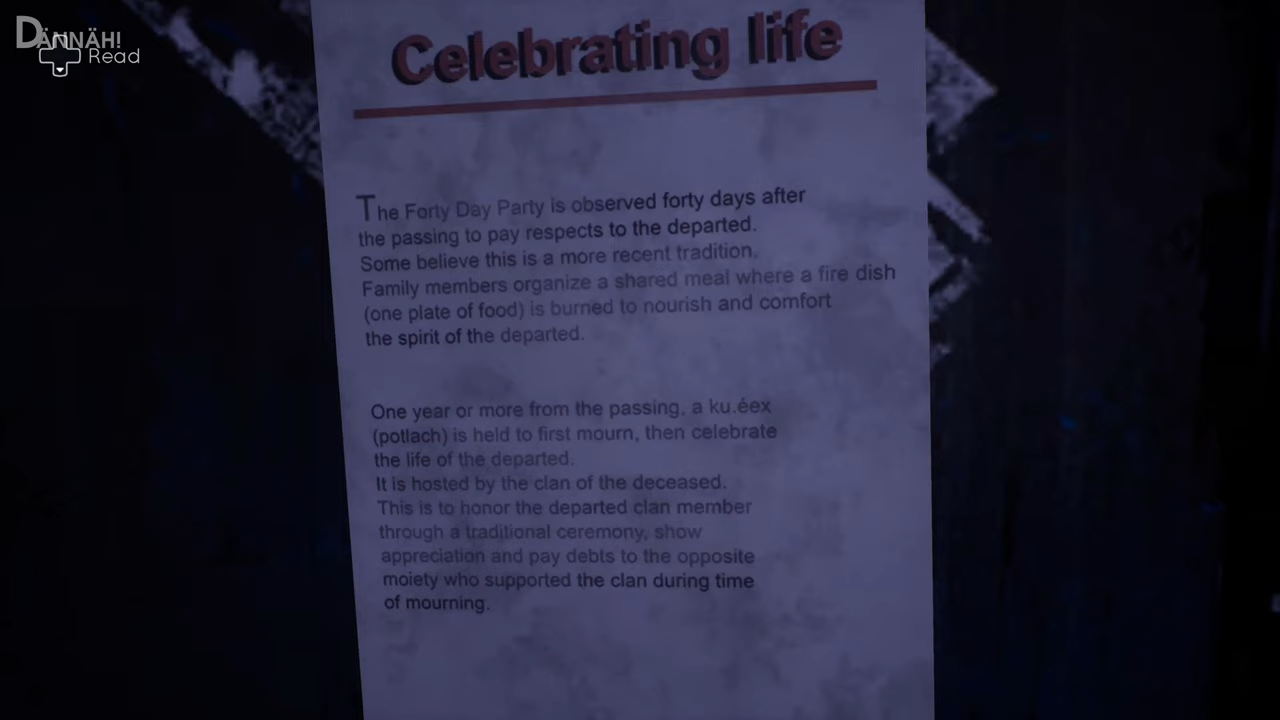 DÄNNÄH!
Read
Celebrating life
The Forty Day Party is observed forty days after
the passing to pay respects to the departed.
Some believe this is a more recent tradition.
Family members organize a shared meal where a fire dish
(one plate of food) is burned to nourish and comfort
the spirit of the departed.
One year or more from the passing, a ku.éex
(potlach) is held to first mourn, then celebrate
the life of the departed.
It is hosted by the clan of the deceased.
This is to honor the departed clan member
through a traditional ceremony, show
appreciation and pay debts to the opposite
moiety who supported the clan during time
of mourning.